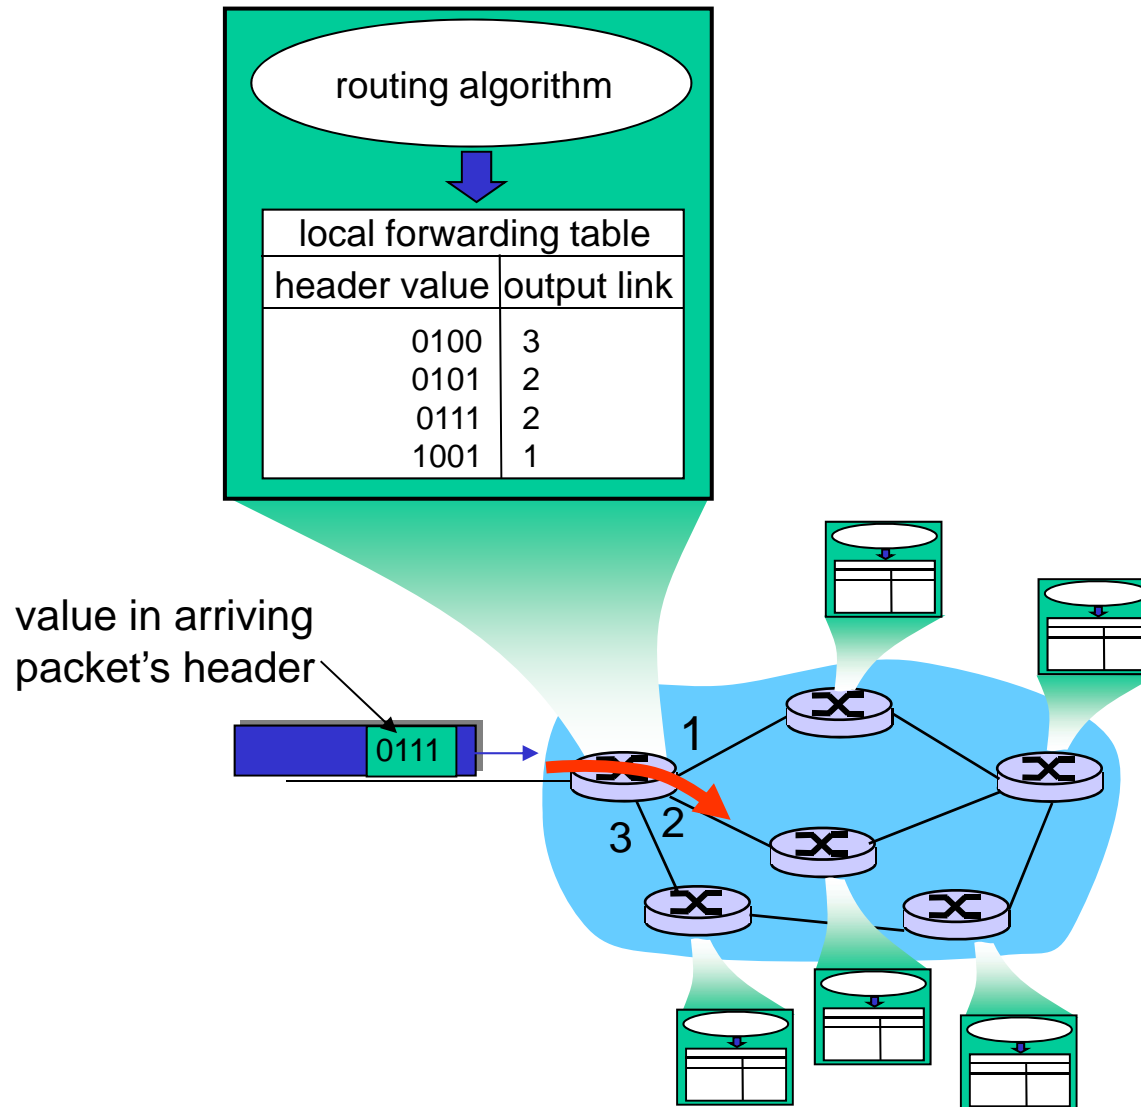 routing algorithm
local forwarding table
header value output link
0100 3
0101 2
0111 2
1001 1
value in arriving
packet's header
0111
1
2
3